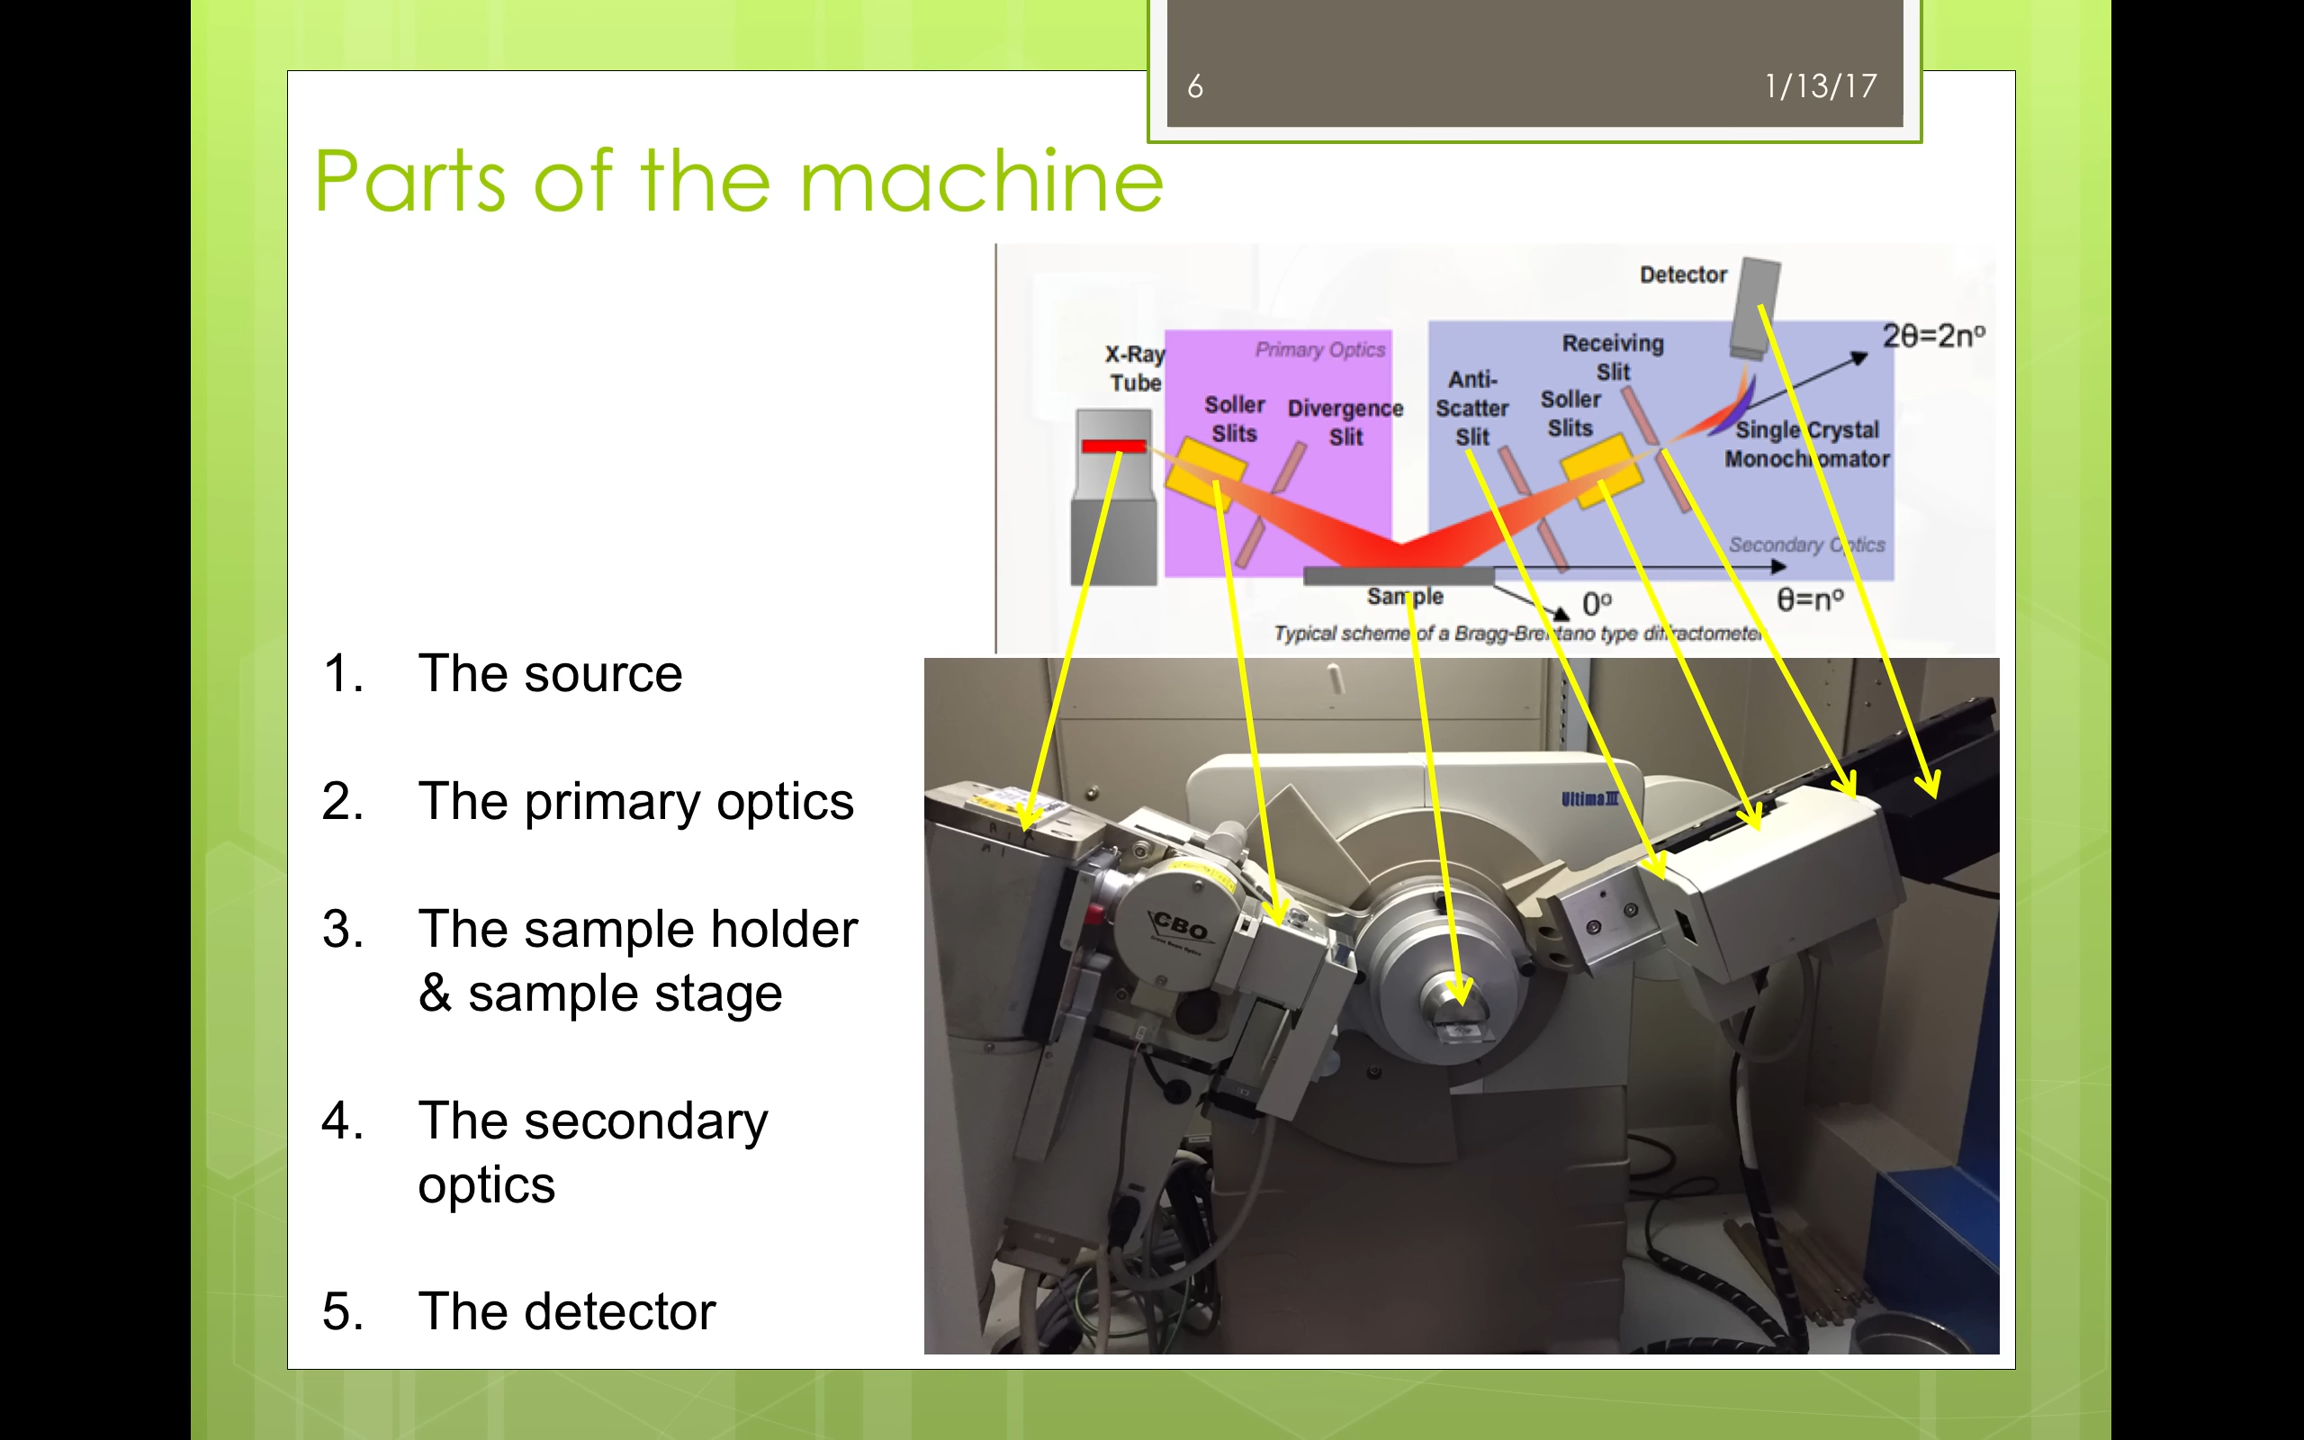 6
1/13/17
Parts of the machine
Detector
2θ=2nº
X-Ray
Tube
Primary Optics
Soller
Slits
Divergence
Slit
Anti-
Scatter
Slit
Soller
Slits
Receiving
Slit
Single Crystal
Monochromator
Secondary Optics
Sample
0º
θ=nº
Typical scheme of a Bragg-Brentano type diffractometer
1. The source
2. The primary optics
3. The sample holder
& sample stage
4. The secondary
optics
5. The detector
Ultima III
CBO